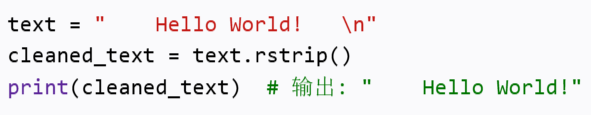 text = "    Hello World!   \n"
cleaned_text = text.rstrip()
print(cleaned_text)  # 输出: "    Hello World!"